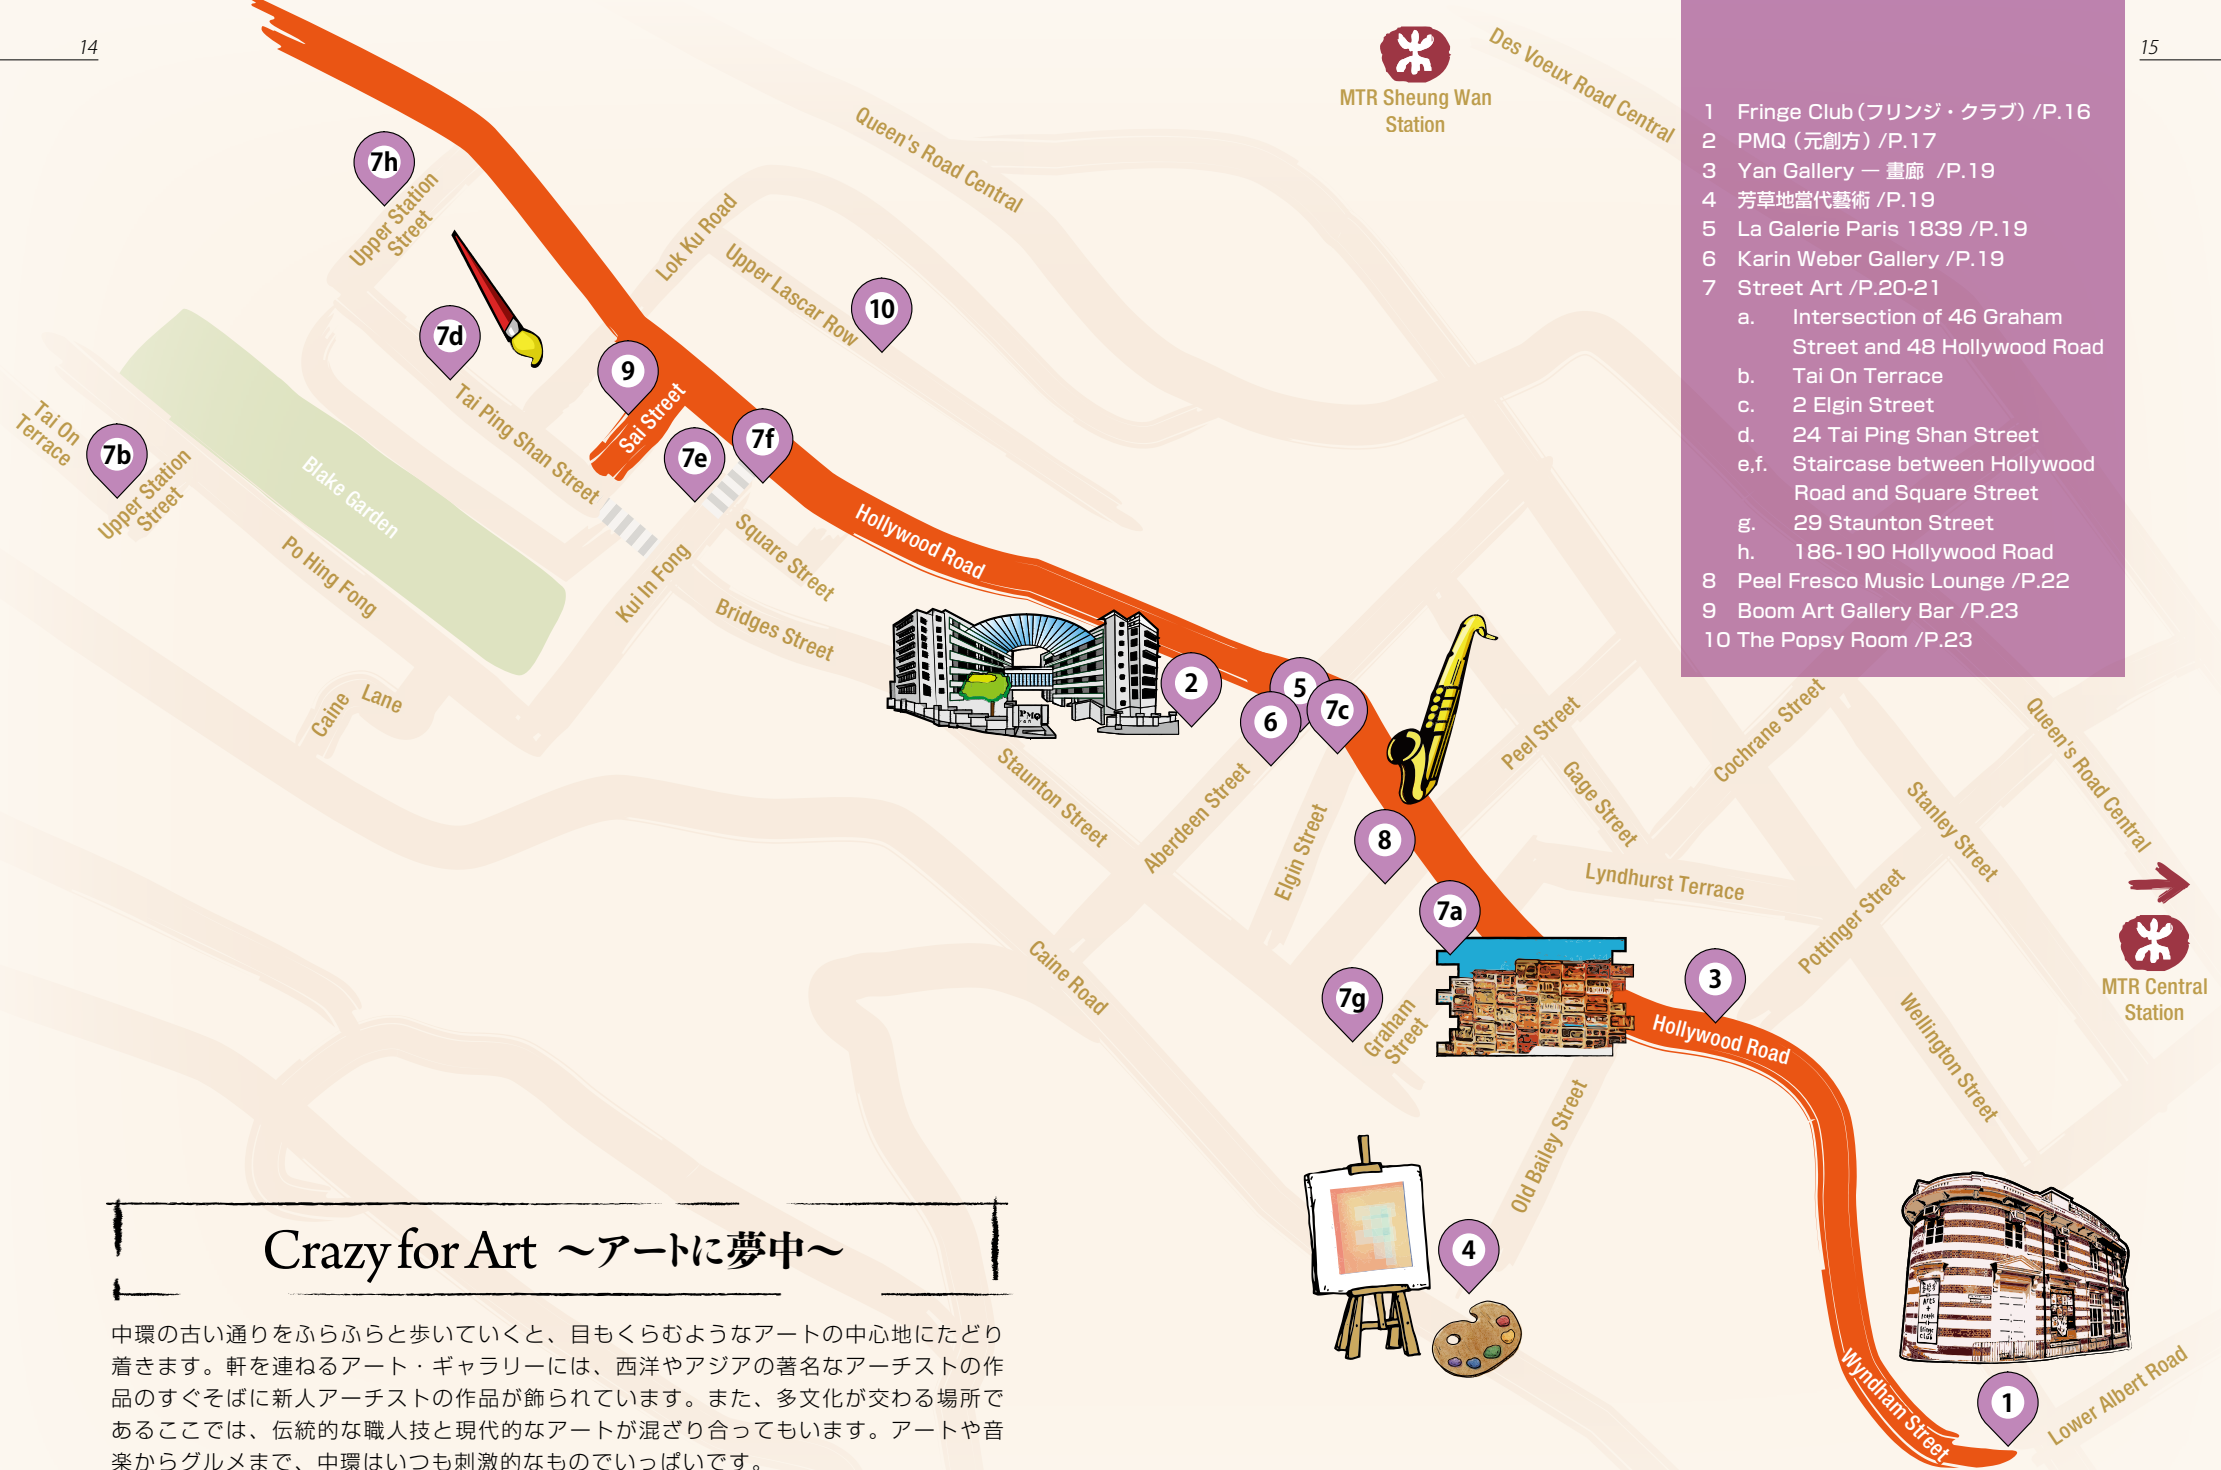 14
15
MTR Sheung Wan
Station
Des Voeux Road Central
Queen's Road Central
1 Fringe Club（フリンジ・クラブ）/P.16
2 PMQ（元創方）/P.17
3 Yan Gallery — 畫廊 /P.19
4 芳草地當代藝術 /P.19
5 La Galerie Paris 1839 /P.19
6 Karin Weber Gallery /P.19
7 Street Art /P.20-21
a. Intersection of 46 Graham
Street and 48 Hollywood Road
b. Tai On Terrace
c. 2 Elgin Street
d. 24 Tai Ping Shan Street
e,f. Staircase between Hollywood
Road and Square Street
g. 29 Staunton Street
h. 186-190 Hollywood Road
8 Peel Fresco Music Lounge /P.22
9 Boom Art Gallery Bar /P.23
10 The Popsy Room /P.23
7h
Upper Station
Street
Lok Ku Road
Upper Lascar Row
10
7d
9
Sai Street
Tai Ping Shan Street
7e
7f
Tai On
Terrace
7b
Upper Station
Street
Blake Garden
Po Hing Fong
Kui In Fong
Square Street
Bridges Street
Hollywood Road
Caine
Lane
PMQ
2
5
6
7c
Staunton Street
Aberdeen Street
Elgin Street
Peel Street
Gage Street
Cochrane Street
Queen's Road Central
Stanley Street
Lyndhurst Terrace
Pottinger Street
8
7a
3
7g
Graham
Street
Caine Road
Hollywood Road
Wellington Street
MTR Central
Station
Old Bailey Street
4
Wyndham Street
1
Lower Albert Road
Crazy for Art ～アートに夢中～
中環の古い通りをふらふらと歩いていくと、目もくらむようなアートの中心地にたどり
着きます。軒を連ねるアート・ギャラリーには、西洋やアジアの著名なアーチストの作
品のすぐそばに新人アーチストの作品が飾られています。また、多文化が交わる場所で
あるここでは、伝統的な職人技と現代的なアートが混ざり合ってもいます。アートや音
楽からグルメまで、中環はいつも刺激的なものでいっぱいです。